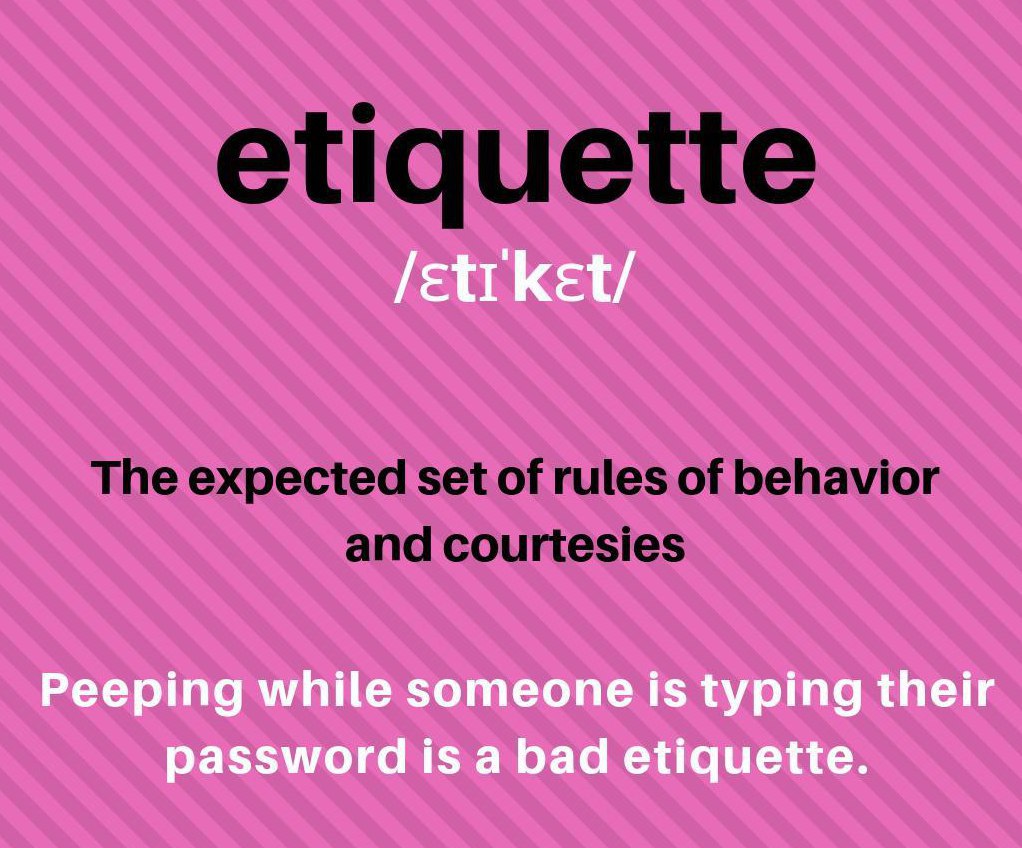 etiquette
/ɛtɪˈkɛt/
The expected set of rules of behavior
and courtesies
Peeping while someone is typing their
password is a bad etiquette.